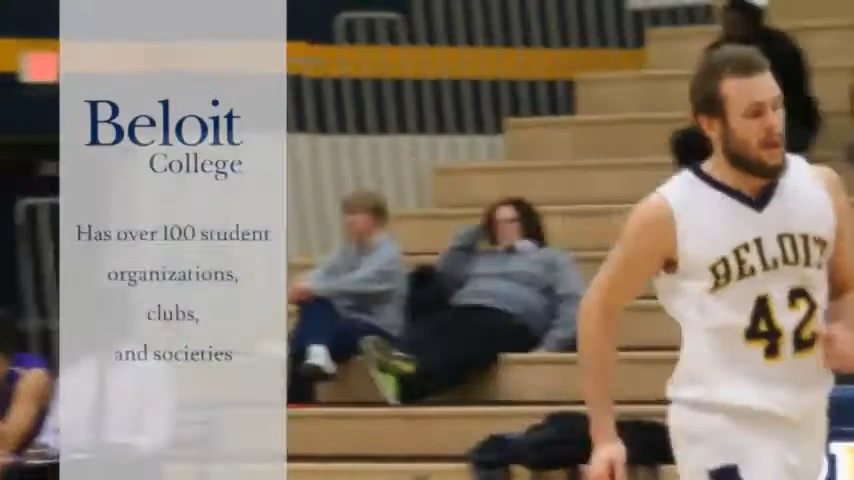 Beloit
College
Has over 100 student
organizations,
clubs,
and societies
BELOIT
42